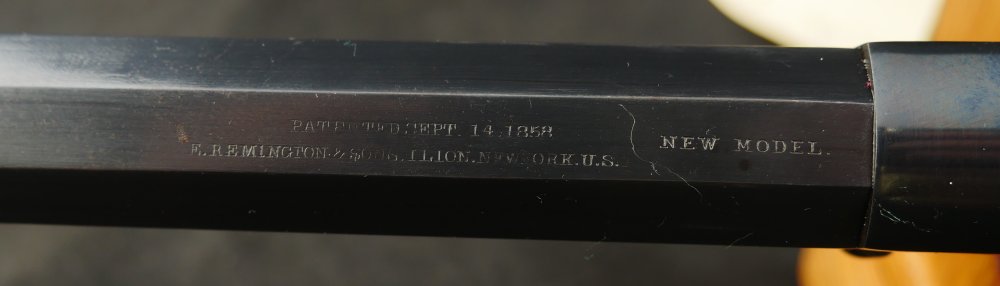 PATENTED SEPT. 14, 1858
E. REMINGTON & SONS. ILION. NEW YORK. U.S.
NEW MODEL.